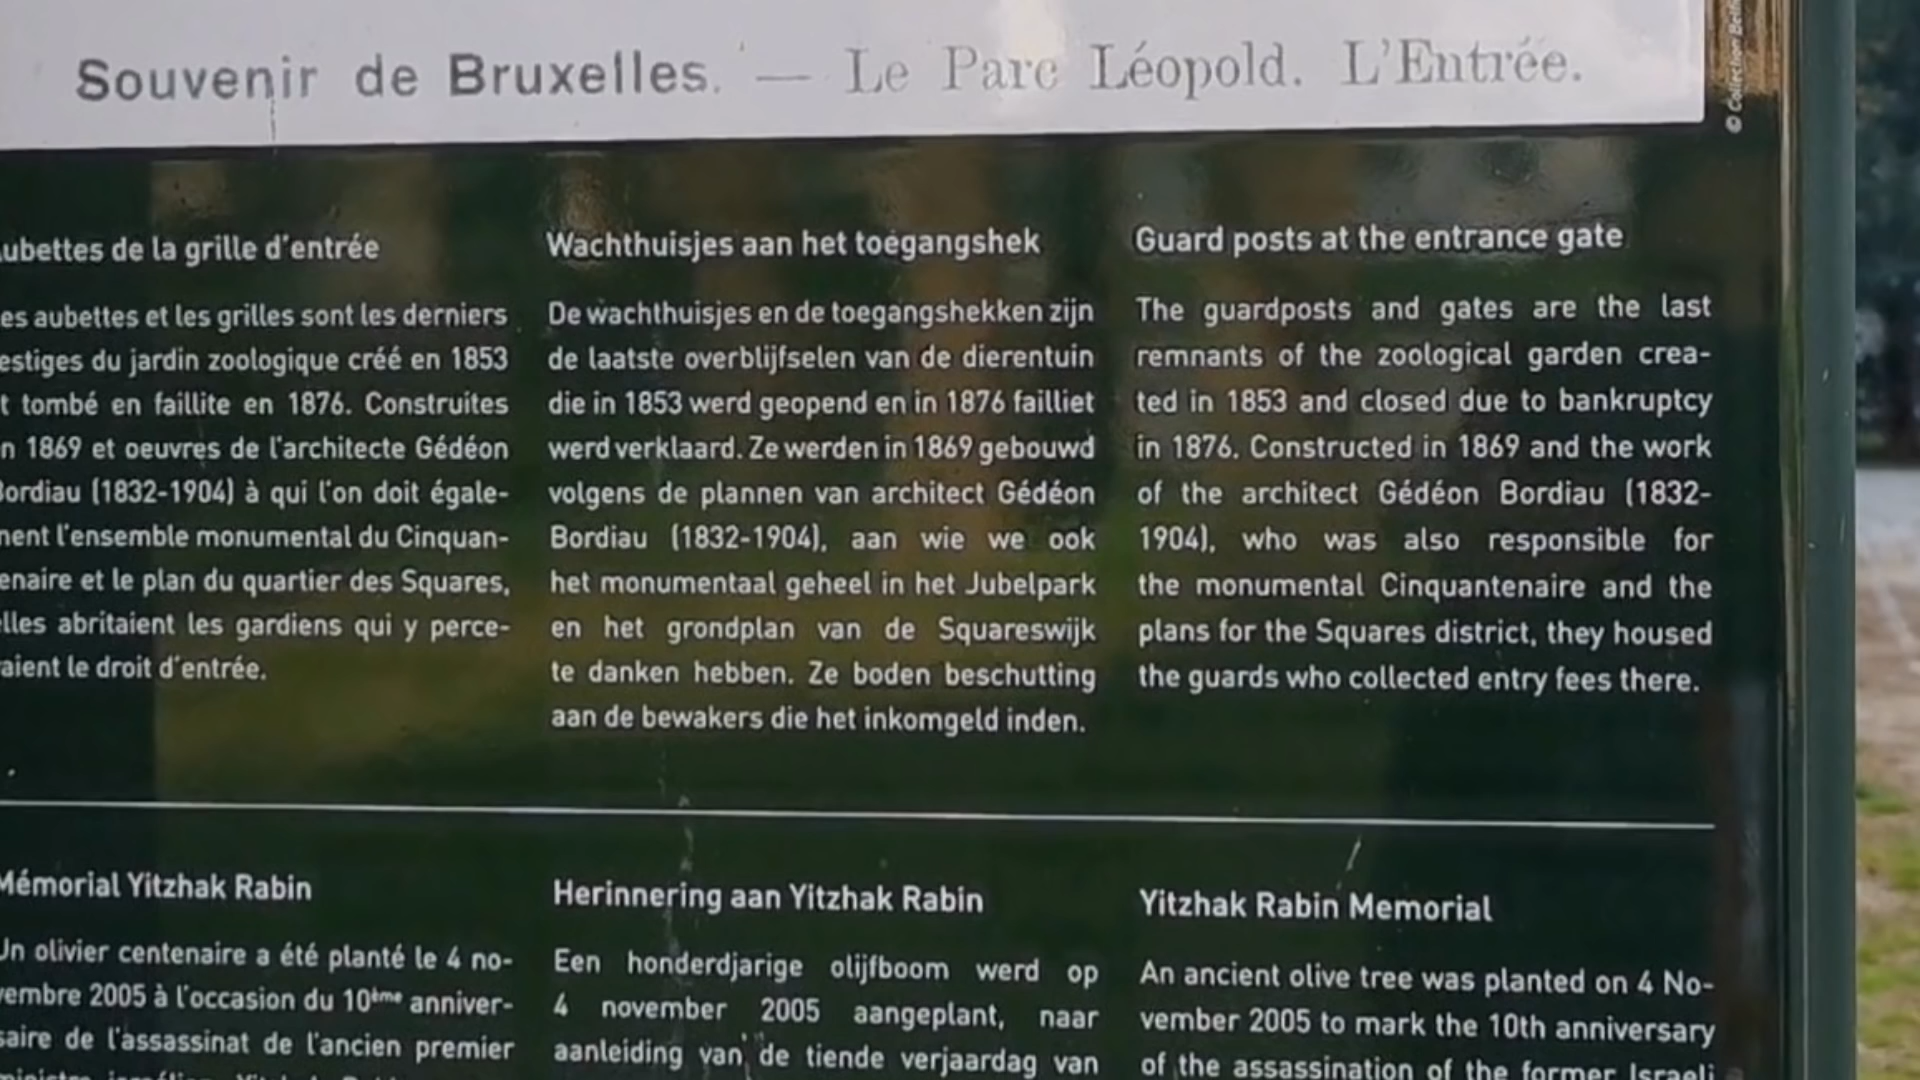 Souvenir de Bruxelles. — Le Parc Léopold. L'Entrée.
© Collection
ubettes de la grille d'entrée
es aubettes et les grilles sont les derniers
estiges du jardin zoologique créé en 1853
t tombé en faillite en 1876. Construites
n 1869 et oeuvres de l'architecte Gédéon
Bordiau (1832-1904) à qui l'on doit égale-
ment l'ensemble monumental du Cinquan-
enaire et le plan du quartier des Squares,
elles abritaient les gardiens qui y perce-
aient le droit d'entrée.
Wachthuisjes aan het toegangshek
De wachthuisjes en de toegangshekken zijn
de laatste overblijfselen van de dierentuin
die in 1853 werd geopend en in 1876 failliet
werd verklaard. Ze werden in 1869 gebouwd
volgens de plannen van architect Gédéon
Bordiau (1832-1904), aan wie we ook
het monumentaal geheel in het Jubelpark
en het grondplan van de Squareswijk
te danken hebben. Ze boden beschutting
aan de bewakers die het inkomgeld inden.
Guard posts at the entrance gate
The guardposts and gates are the last
remnants of the zoological garden crea-
ted in 1853 and closed due to bankruptcy
in 1876. Constructed in 1869 and the work
of the architect Gédéon Bordiau (1832-
1904), who was also responsible for
the monumental Cinquantenaire and the
plans for the Squares district, they housed
the guards who collected entry fees there.
Mémorial Yitzhak Rabin
Un olivier centenaire a été planté le 4 no-
vembre 2005 à l'occasion du 10ème anniver-
saire de l'assassinat de l'ancien premier
Herinnering aan Yitzhak Rabin
Een honderdjarige olijfboom werd op
4 november 2005 aangeplant, naar
aanleiding van de tiende verjaardag van
Yitzhak Rabin Memorial
An ancient olive tree was planted on 4 No-
vember 2005 to mark the 10th anniversary
of the assassination of the former Israeli